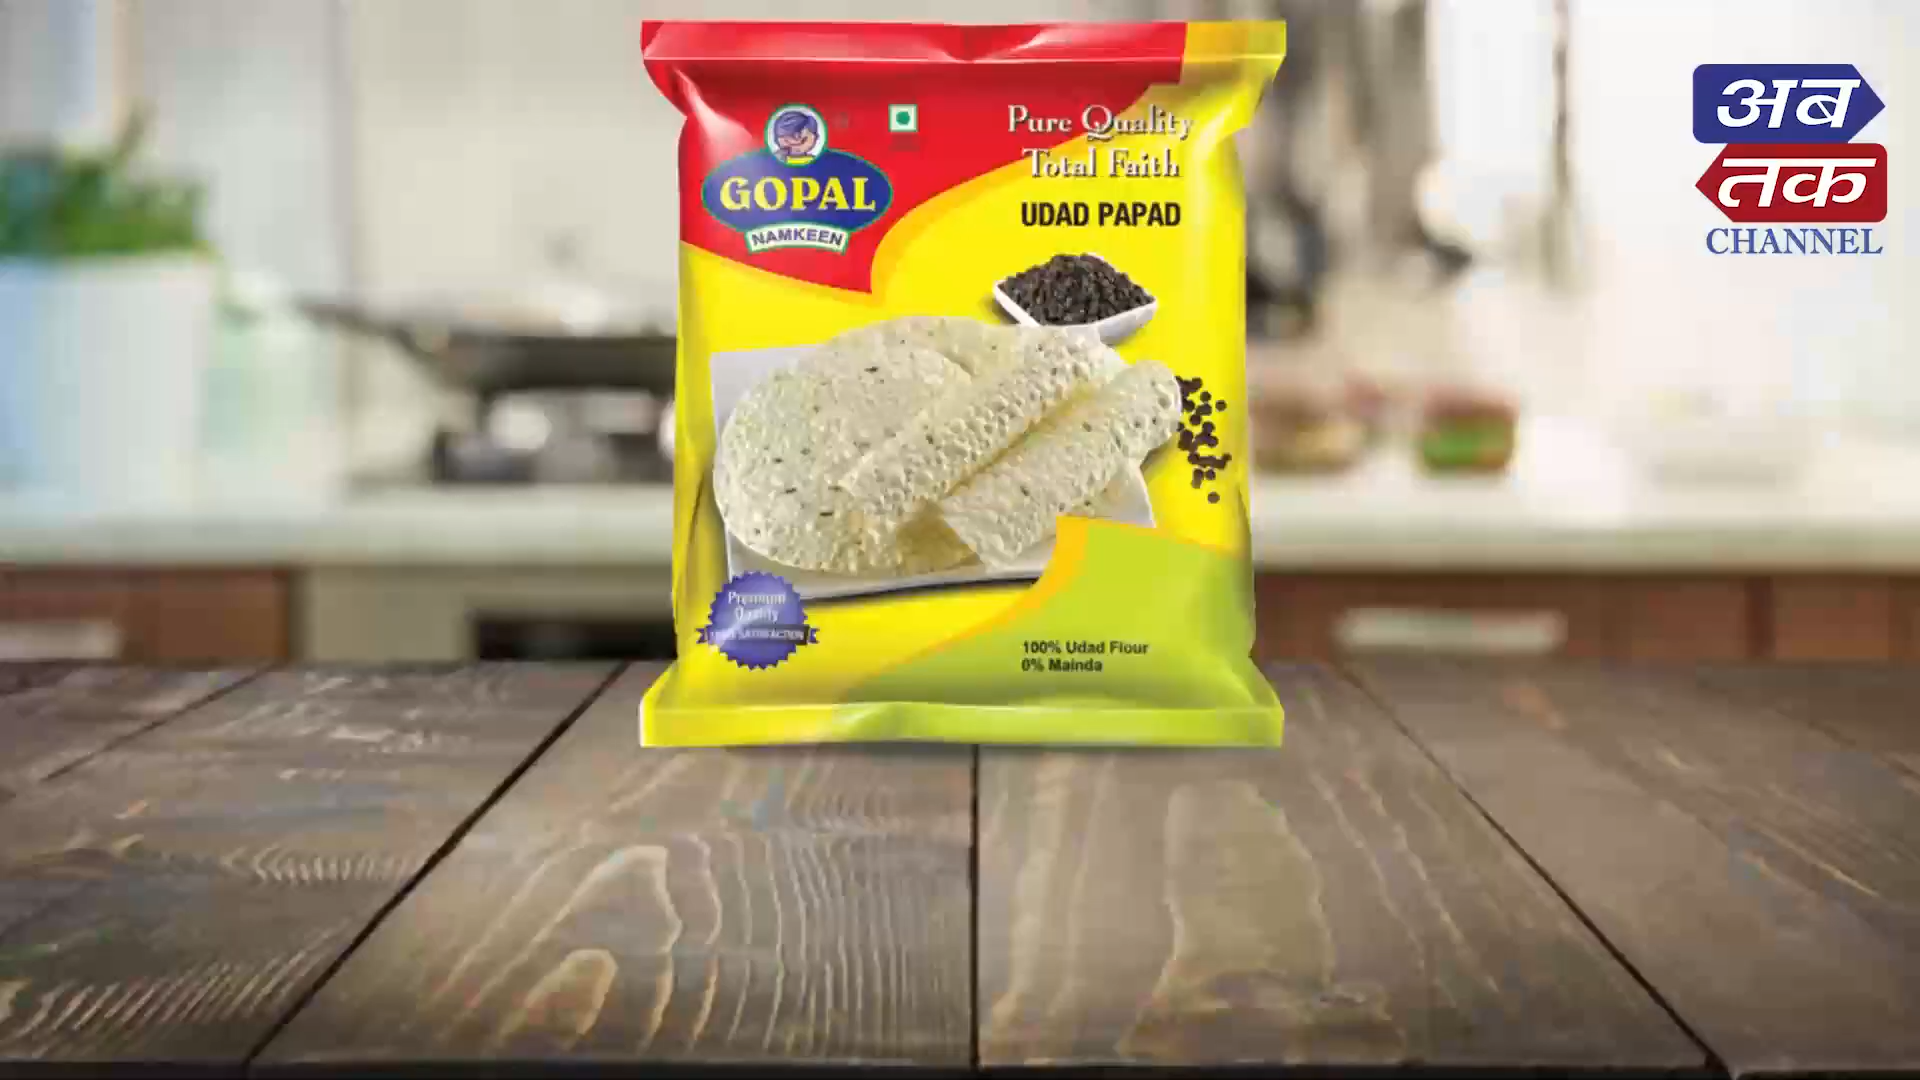 Pure Quality
Total Faith
GOPAL
NAMKEEN
UDAD PAPAD
Premium
Quality
SATISFACTION
100% Udad Flour
0% Mainda
अब
तक
CHANNEL